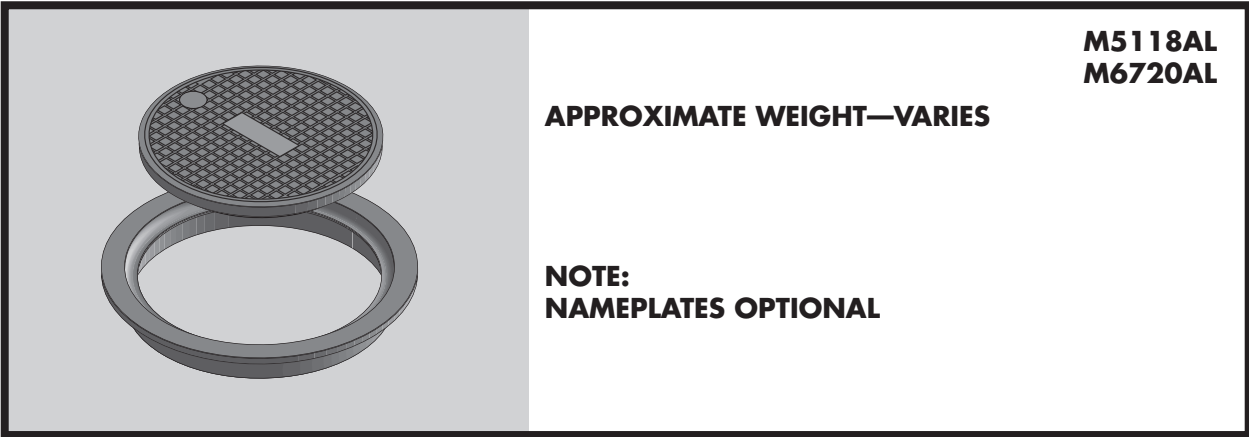 M5118AL
M6720AL
APPROXIMATE WEIGHT—VARIES
NOTE:
NAMEPLATES OPTIONAL